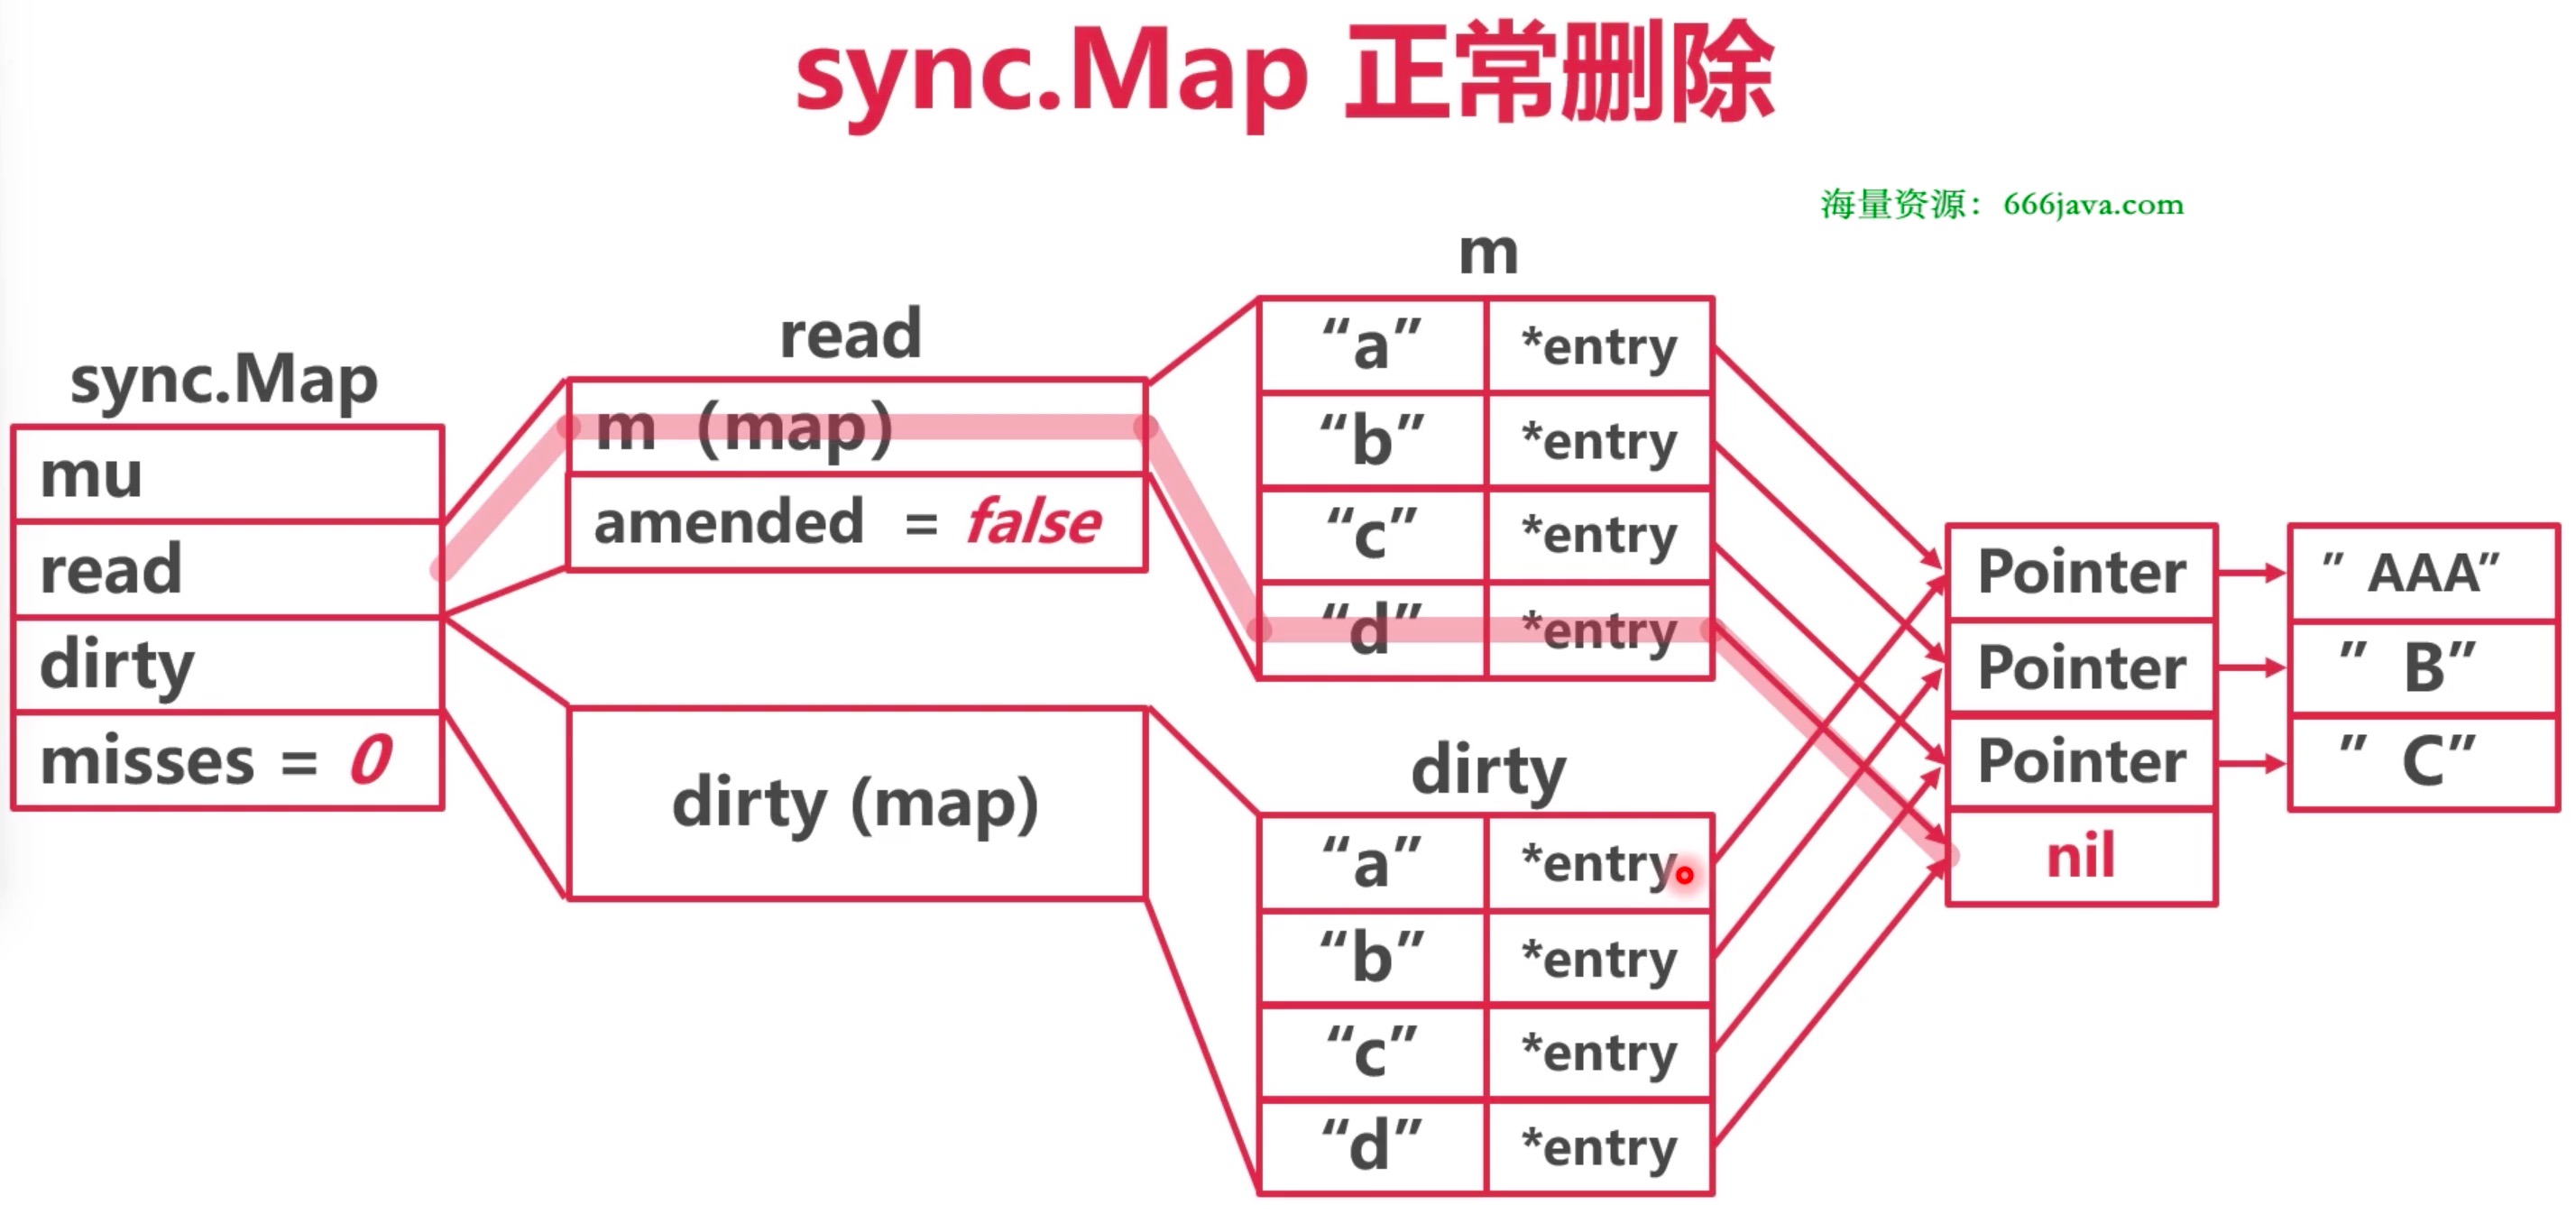 sync.Map 正常删除
海量资源：666java.com
sync.Map
mu
read
dirty
misses = 0
read
m (map)
amended = false
dirty (map)
m
“a” *entry
“b” *entry
“c” *entry
“d” *entry
dirty
“a” *entry
“b” *entry
“c” *entry
“d” *entry
Pointer ” AAA”
Pointer ” B”
Pointer ” C”
nil